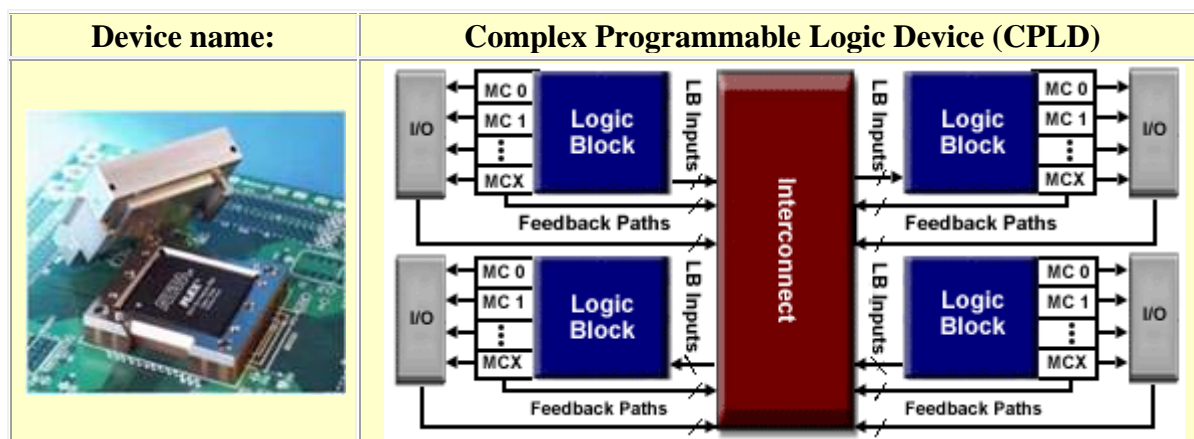 Device name:
Complex Programmable Logic Device (CPLD)
I/O
MC 0
MC 1
MCX
Logic
Block
LB Inputs
Interconnect
LB Inputs
Logic
Block
MC 0
MC 1
MCX
I/O
Feedback Paths
Feedback Paths
I/O
MC 0
MC 1
MCX
Logic
Block
LB Inputs
LB Inputs
Logic
Block
MC 0
MC 1
MCX
I/O
Feedback Paths
Feedback Paths